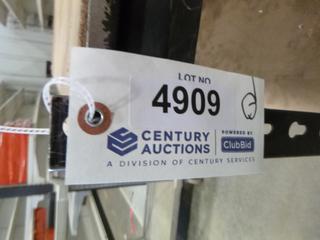 LOT NO
4909
CENTURY
AUCTIONS
POWERED BY
ClubBid
A DIVISION OF CENTURY SERVICES